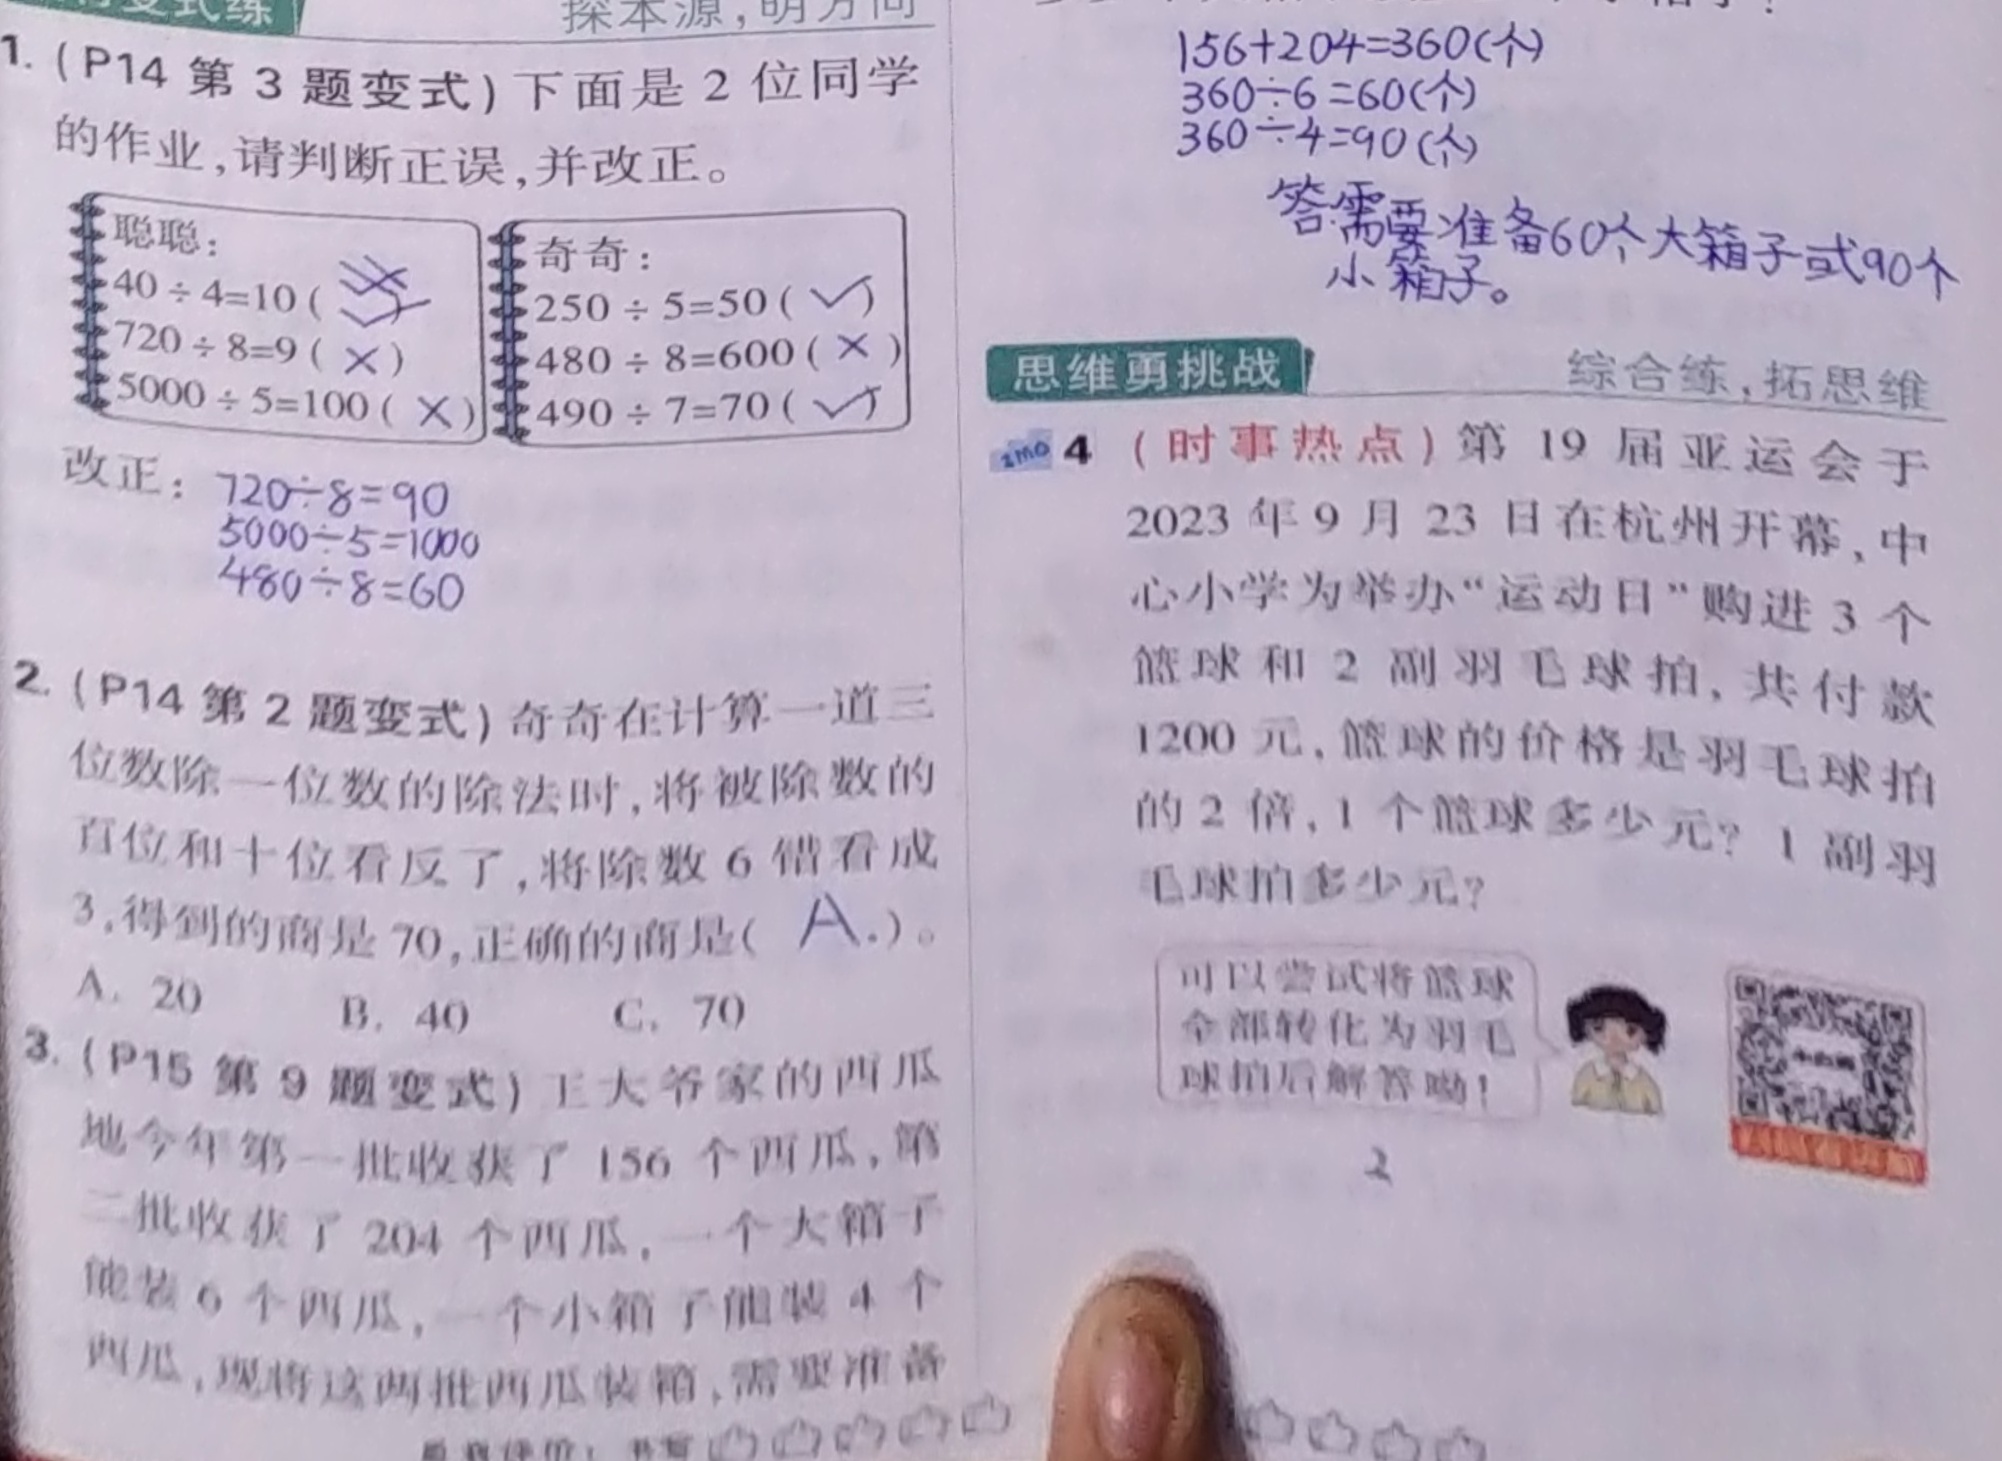 变式练
探本源,明方向
1. (P14 第 3 题变式)下面是 2 位同学
的作业,请判断正误,并改正。
聪聪:
40÷4=10( ✓ )
720÷8=9( × )
5000÷5=100( × )
奇奇:
250÷5=50( ✓ )
480÷8=600( × )
490÷7=70( ✓ )
改正:720÷8=90
5000÷5=1000
480÷8=60
2. (P14 第 2 题变式)奇奇在计算一道三
位数除一位数的除法时,将被除数的
百位和十位看反了,将除数 6 错看成
3,得到的商是 70,正确的商是( A. )。
A. 20 B. 40 C. 70
3. (P15 第 9 题变式)王大爷家的西瓜
地今年第一批收获了 156 个西瓜,第
二批收获了 204 个西瓜,一个大箱子
能装 6 个西瓜,一个小箱子能装 4 个
西瓜,现将这两批西瓜装箱,需要准备
156+204=360(个)
360÷6=60(个)
360÷4=90(个)
答:需要准备60个大箱子或90个
小箱子。
思维勇挑战
综合练,拓思维
4 (时事热点)第 19 届亚运会于
2023 年 9 月 23 日在杭州开幕,中
心小学为举办“运动日”购进 3 个
篮球和 2 副羽毛球拍,共付款
1200 元,篮球的价格是羽毛球拍
的 2 倍,1 个篮球多少元? 1 副羽
毛球拍多少元?
可以尝试将篮球
全部转化为羽毛
球拍后解答呦!
2